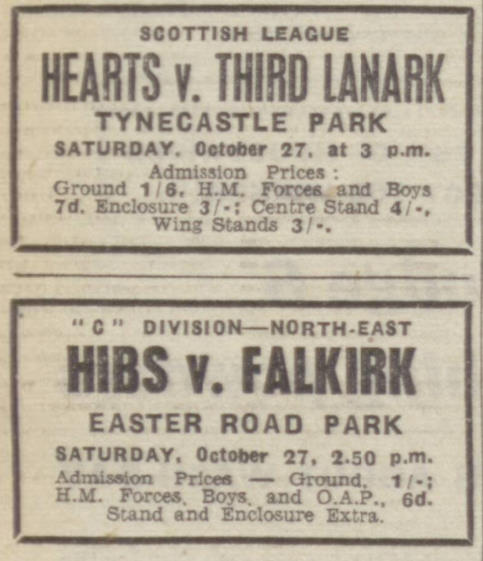 SCOTTISH LEAGUE
HEARTS v. THIRD LANARK
TYNECASTLE PARK
SATURDAY, October 27, at 3 p.m.
Admission Prices :
Ground 1/6, H.M. Forces and Boys
7d. Enclosure 3/-; Centre Stand 4/-,
Wing Stands 3/-.
"C" DIVISION—NORTH-EAST
HIBS v. FALKIRK
EASTER ROAD PARK
SATURDAY, October 27, 2.50 p.m.
Admission Prices — Ground, 1/-;
H.M. Forces, Boys, and O.A.P., 6d.
Stand and Enclosure Extra.